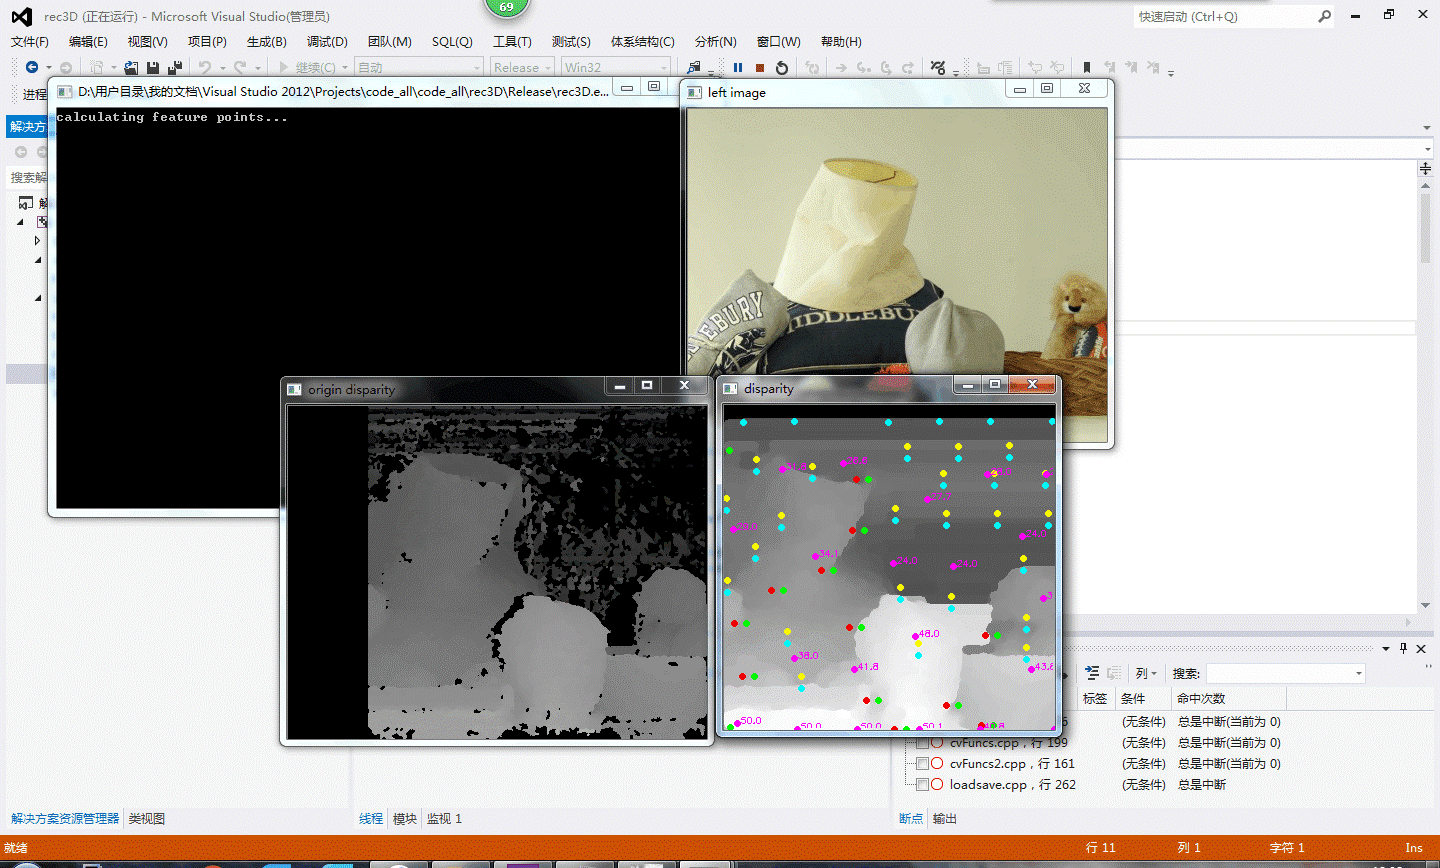 69
rec3D (正在运行) - Microsoft Visual Studio(管理员)
快速启动 (Ctrl+Q)
文件(F) 编辑(E) 视图(V) 项目(P) 生成(B) 调试(D) 团队(M) SQL(Q) 工具(T) 测试(S) 体系结构(C) 分析(N) 窗口(W) 帮助(H)
继续(C) 自动 Release Win32
进程
D:\用户目录\我的文档\Visual Studio 2012\Projects\code_all\code_all\rec3D\Release\rec3D.e...
left image
calculating feature points...
解决方
搜索解
解
LEBURY
IDDLEBU
origin disparity
disparity
34.1
24.0
24.0
24.0
48.0
38.0
41.8
43.8
50.0
50.0
50.0
50.1
列 搜索:
标签 条件 命中次数
6 (无条件) 总是中断(当前为 0)
cvFuncs.cpp，行 199 (无条件) 总是中断(当前为 0)
cvFuncs2.cpp，行 161 (无条件) 总是中断(当前为 0)
loadsave.cpp，行 262 (无条件) 总是中断
解决方案资源管理器 类视图 线程 模块 监视 1 断点 输出
就绪 行 11 列 1 字符 1 Ins